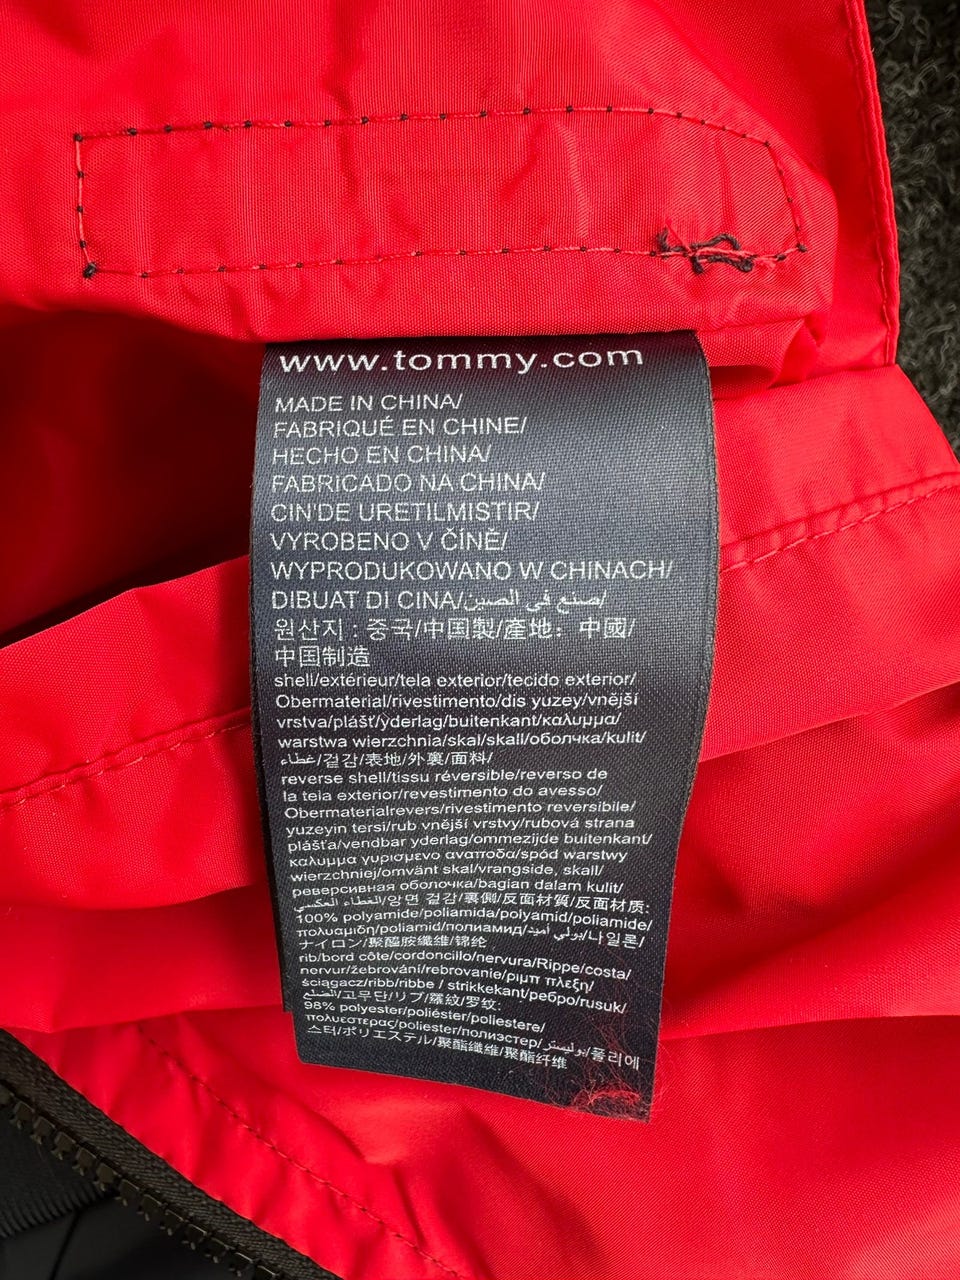 www.tommy.com
MADE IN CHINA/
FABRIQUÉ EN CHINE/
HECHO EN CHINA/
FABRICADO NA CHINA/
CIN'DE URETILMISTIR/
VYROBENO V ČÍNĚ/
WYPRODUKOWANO W CHINACH/
DIBUAT DI CINA/صنع في الصين/
원산지 : 중국/中国製/產地: 中國/
中国制造
shell/extérieur/tela exterior/tecido exterior/
Obermaterial/rivestimento/dis yuzey/vnější
vrstva/plášť/yderlag/buitenkant/καλυμμα/
warstwa wierzchnia/skal/skall/оболчка/kulit/
غطاء/겉감/表地/外裏/面料/
reverse shell/tissu réversible/reverso de
la tela exterior/revestimento do avesso/
Obermaterialrevers/rivestimento reversibile/
yuzeyin tersi/rub vnější vrstvy/rubová strana
plášťa/vendbar yderlag/ommezijde buitenkant/
καλυμμα γυρισμενο αναποδα/spód warstwy
wierzchniej/omvänt skal/vrangside, skall/
реверсивная оболочка/bagian dalam kulit/
الغطاء العكسي/양면 겉감/裏側/反面材質/反面材质:
100% polyamide/poliamida/polyamid/poliamide/
πολυαμιδη/poliamid/полиамид/بولي أميد/나일론/
ナイロン/聚醯胺纖維/锦纶
rib/bord côte/cordoncillo/nervura/Rippe/costa/
nervur/žebrování/rebrovanie/ριμπ πλεξη/
ściągacz/ribb/ribbe / strikkekant/ребро/rusuk/
الضلع/고무단/リブ/羅紋/罗纹:
98% polyester/poliéster/poliestere/
πολυεστερας/poliester/полиэстер/بوليستر/폴리에
스터/ポリエステル/聚酯纖維/聚酯纤维